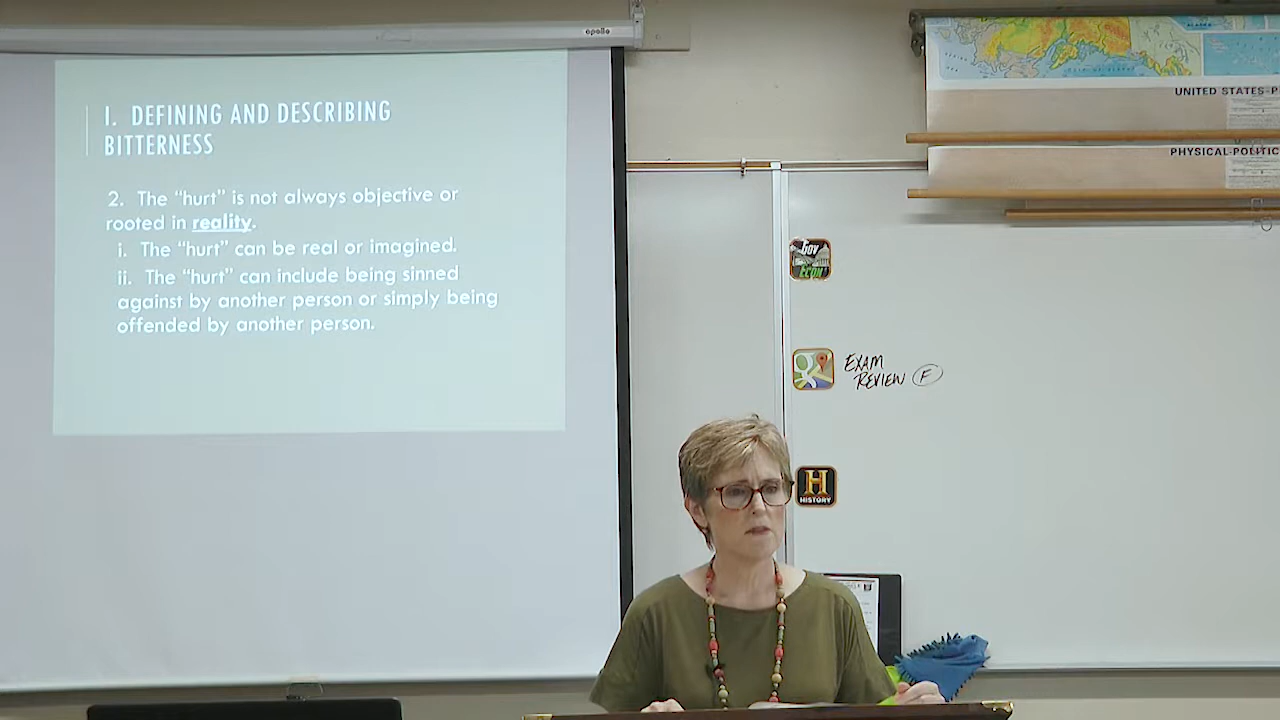 apollo
I. DEFINING AND DESCRIBING
BITTERNESS
2. The “hurt” is not always objective or
rooted in reality.
i. The “hurt” can be real or imagined.
ii. The “hurt” can include being sinned
against by another person or simply being
offended by another person.
UNITED STATES-P
PHYSICAL-POLITIC
GOV
ECON
EXAM
REVIEW F
H
HISTORY